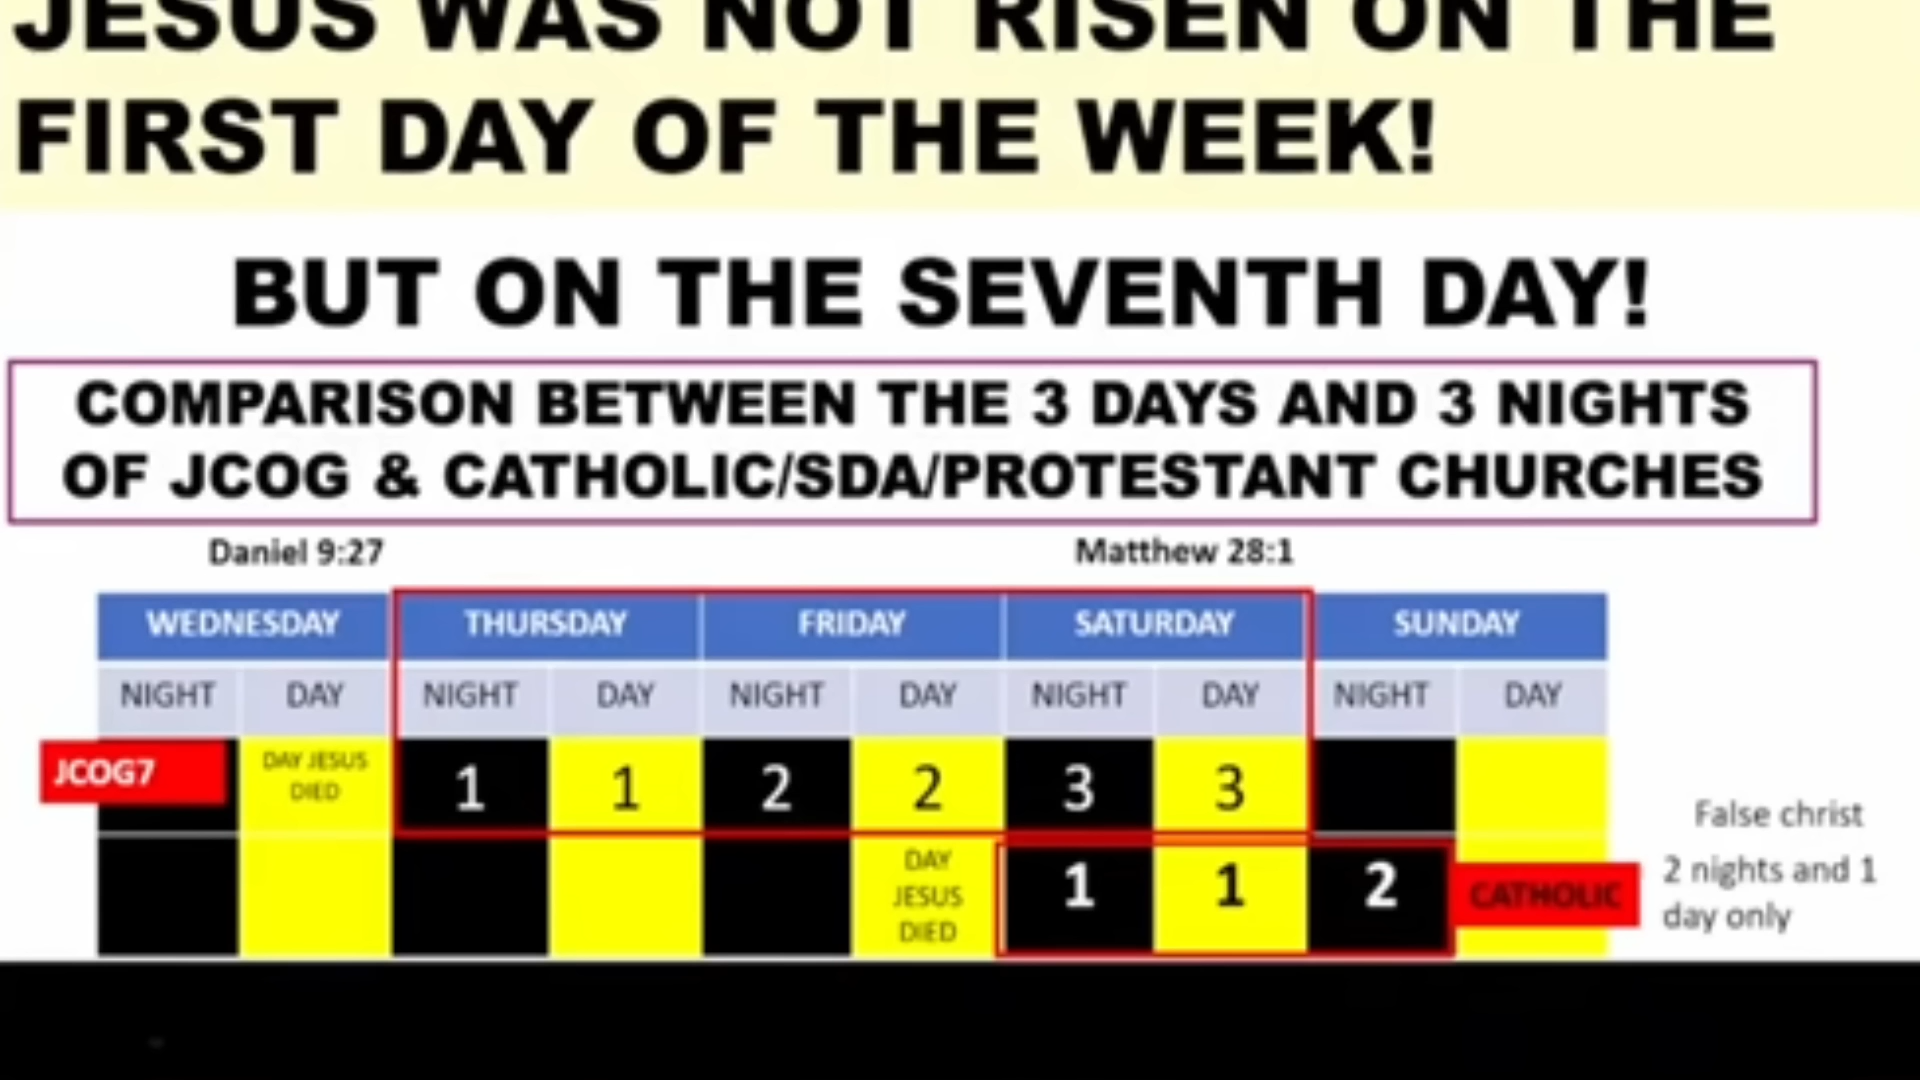 JESUS WAS NOT RISEN ON THE
FIRST DAY OF THE WEEK!
BUT ON THE SEVENTH DAY!
COMPARISON BETWEEN THE 3 DAYS AND 3 NIGHTS
OF JCOG & CATHOLIC/SDA/PROTESTANT CHURCHES
Daniel 9:27 Matthew 28:1
WEDNESDAY THURSDAY FRIDAY SATURDAY SUNDAY
NIGHT DAY NIGHT DAY NIGHT DAY NIGHT DAY NIGHT DAY
JCOG7
DAY JESUS
DIED
1 1 2 2 3 3
False christ
DAY
JESUS
DIED
1 1 2
CATHOLIC
2 nights and 1
day only